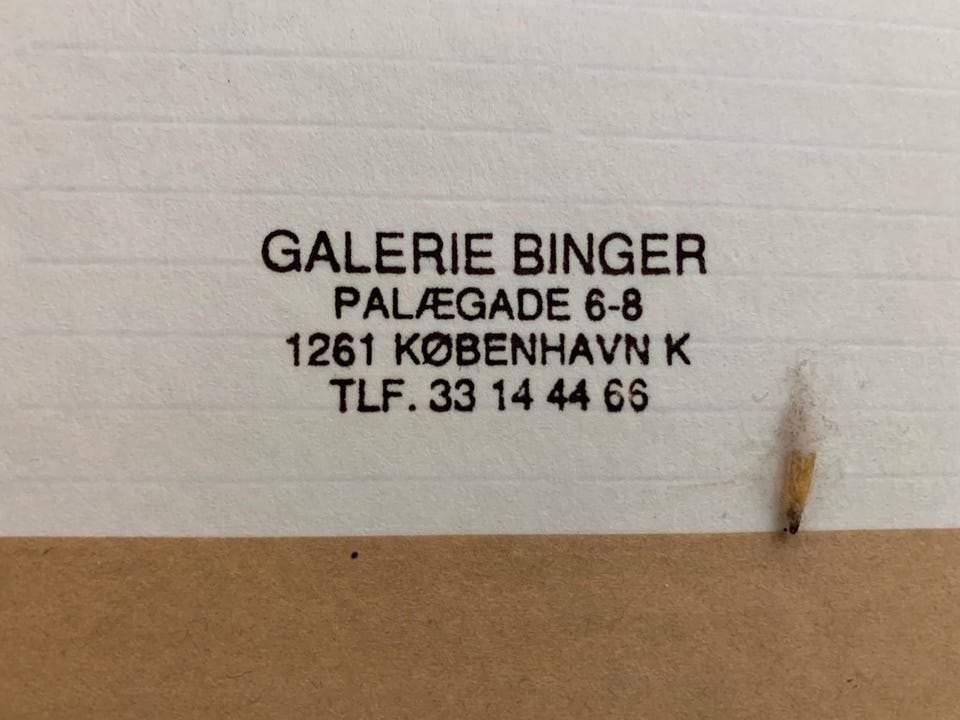 GALERIE BINGER
PALÆGADE 6-8
1261 KØBENHAVN K
TLF. 33 14 44 66